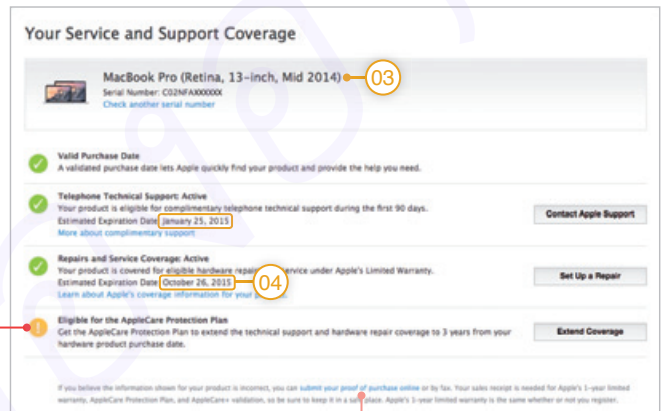 Your Service and Support Coverage
MacBook Pro (Retina, 13-inch, Mid 2014)
03
Serial Number: C02NFAXXXXXX
Check another serial number
Valid Purchase Date
A validated purchase date lets Apple quickly find your product and provide the help you need.
Telephone Technical Support: Active
Your product is eligible for complimentary telephone technical support during the first 90 days.
Estimated Expiration Date: January 25, 2015
More about complimentary support
Contact Apple Support
Repairs and Service Coverage: Active
Your product is covered for eligible hardware service under Apple's Limited Warranty.
Estimated Expiration Date: October 26, 2015
04
Learn about Apple's coverage information for your
Set Up a Repair
Eligible for the AppleCare Protection Plan
Get the AppleCare Protection Plan to extend the technical support and hardware repair coverage to 3 years from your
hardware product purchase date.
Extend Coverage
If you believe the information shown for your product is incorrect, you can submit your proof of purchase online or by fax. Your sales receipt is needed for Apple's 1-year limited
warranty, AppleCare Protection Plan, and AppleCare+ validation, so be sure to keep it in a place. Apple's 1-year limited warranty is the same whether or not you register.